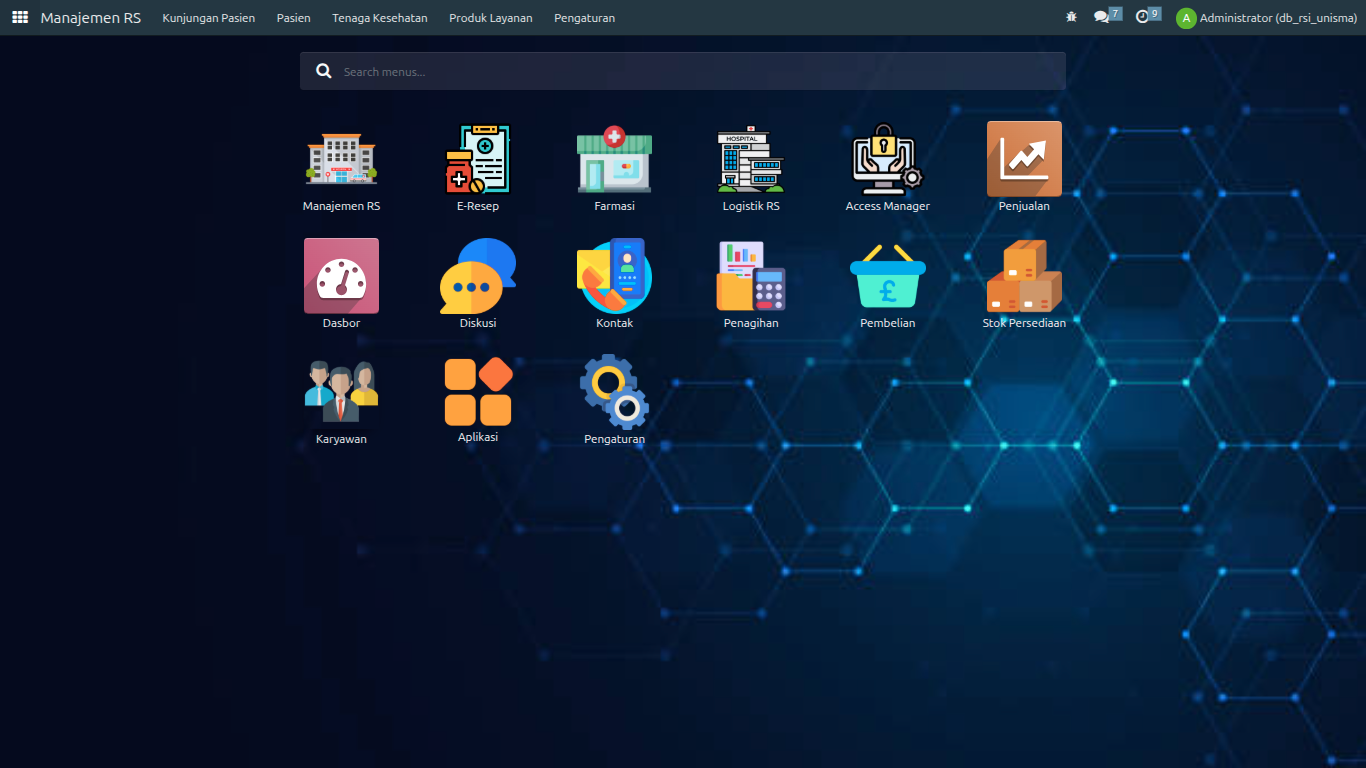 Manajemen RS Kunjungan Pasien Pasien Tenaga Kesehatan Produk Layanan Pengaturan 7 9 A Administrator (db_rsi_unisma)
Search menus...
HOSPITAL
Manajemen RS E-Resep Farmasi Logistik RS Access Manager Penjualan
£
Dasbor Diskusi Kontak Penagihan Pembelian Stok Persediaan
Karyawan Aplikasi Pengaturan